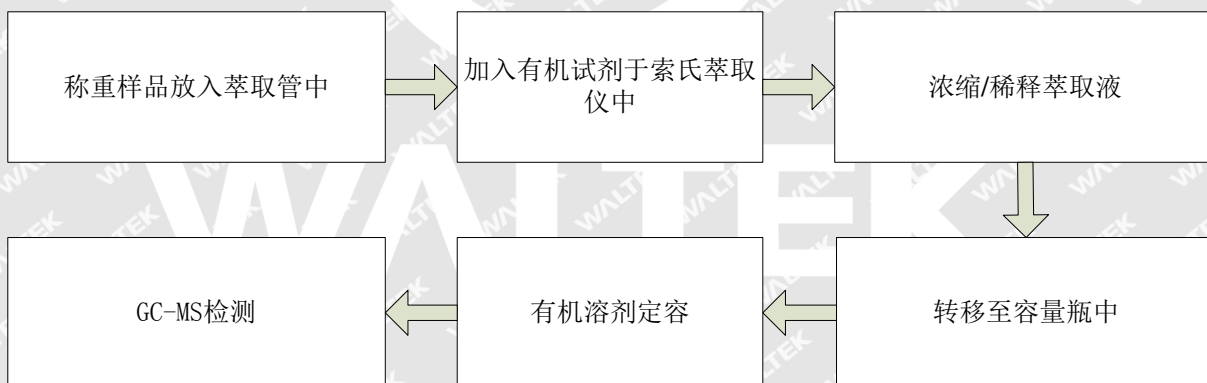 称重样品放入萃取管中
加入有机试剂于索氏萃取
仪中
浓缩/稀释萃取液
转移至容量瓶中
有机溶剂定容
GC-MS检测
WALTEK